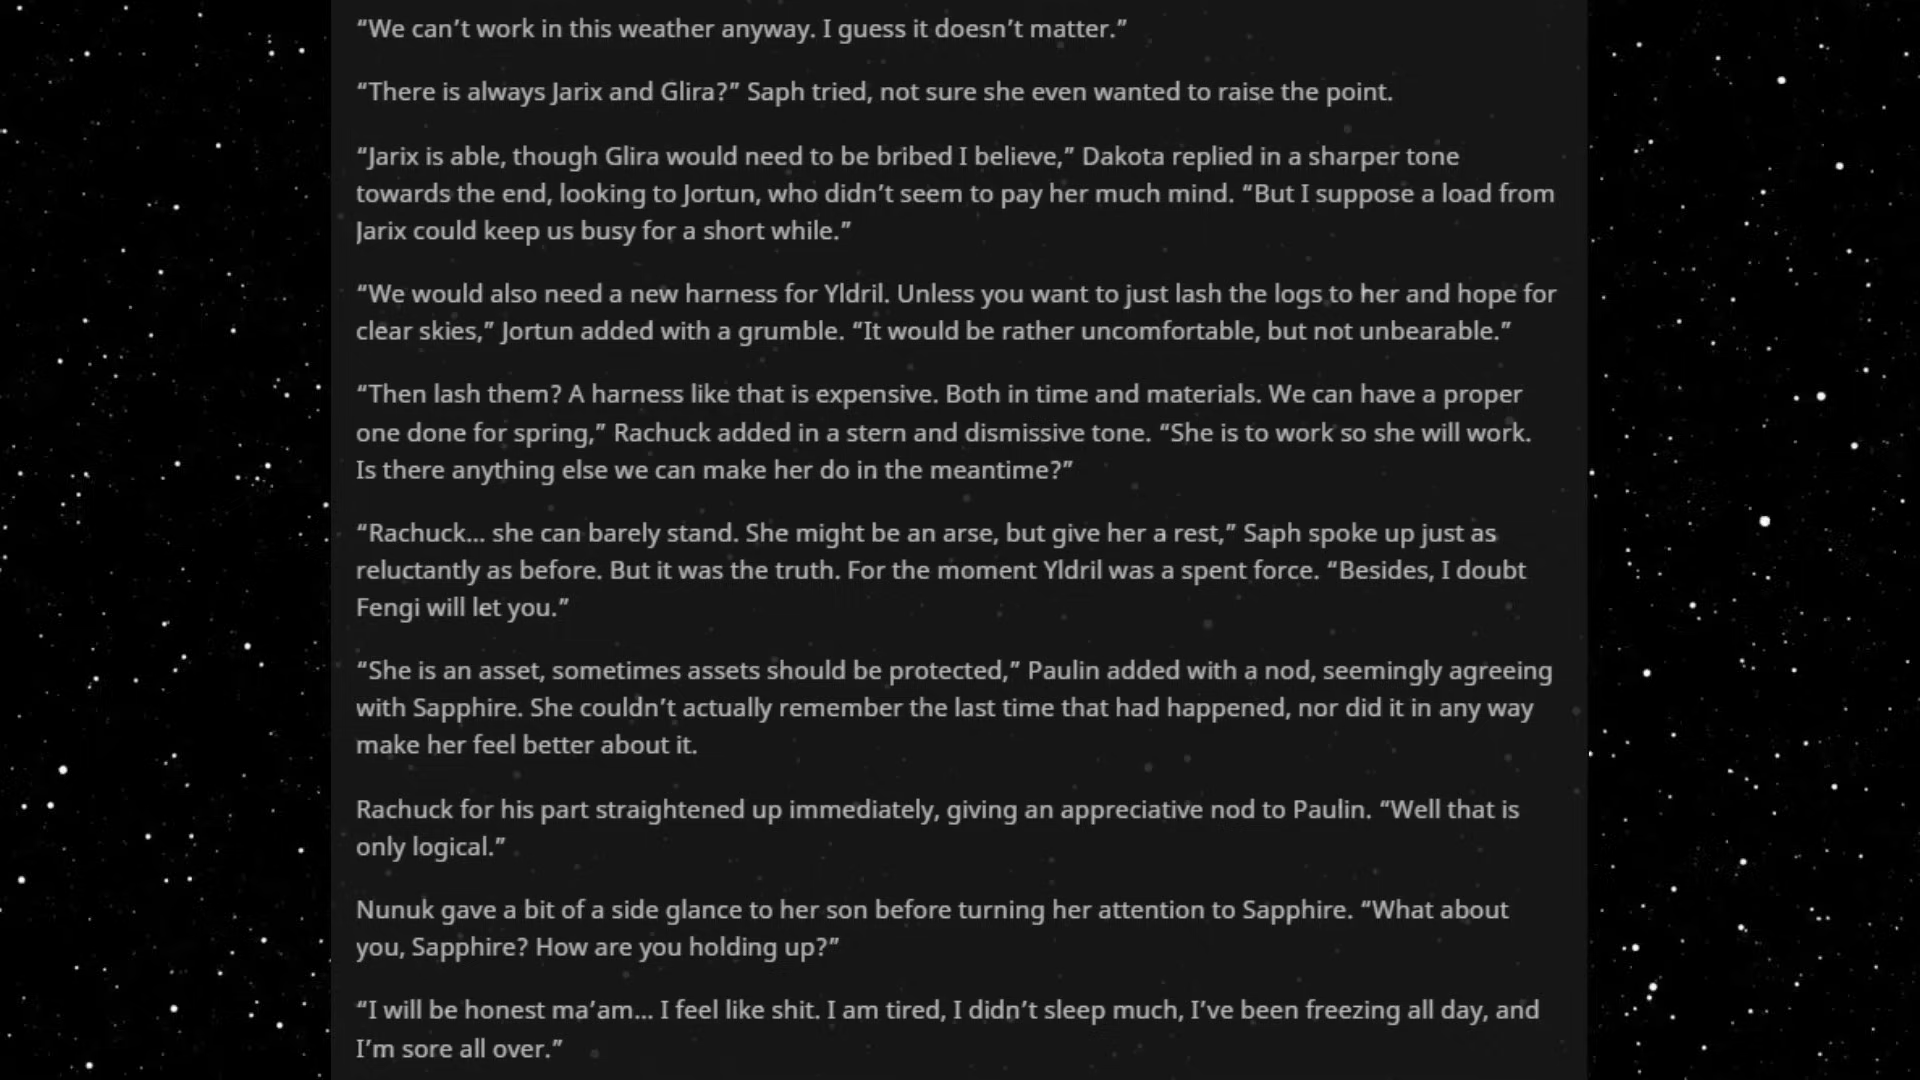 “We can’t work in this weather anyway. I guess it doesn’t matter.”
“There is always Jarix and Glira?” Saph tried, not sure she even wanted to raise the point.
“Jarix is able, though Glira would need to be bribed I believe,” Dakota replied in a sharper tone
towards the end, looking to Jortun, who didn’t seem to pay her much mind. “But I suppose a load from
Jarix could keep us busy for a short while.”
“We would also need a new harness for Yldril. Unless you want to just lash the logs to her and hope for
clear skies,” Jortun added with a grumble. “It would be rather uncomfortable, but not unbearable.”
“Then lash them? A harness like that is expensive. Both in time and materials. We can have a proper
one done for spring,” Rachuck added in a stern and dismissive tone. “She is to work so she will work.
Is there anything else we can make her do in the meantime?”
“Rachuck... she can barely stand. She might be an arse, but give her a rest,” Saph spoke up just as
reluctantly as before. But it was the truth. For the moment Yldril was a spent force. “Besides, I doubt
Fengi will let you.”
“She is an asset, sometimes assets should be protected,” Paulin added with a nod, seemingly agreeing
with Sapphire. She couldn’t actually remember the last time that had happened, nor did it in any way
make her feel better about it.
Rachuck for his part straightened up immediately, giving an appreciative nod to Paulin. “Well that is
only logical.”
Nunuk gave a bit of a side glance to her son before turning her attention to Sapphire. “What about
you, Sapphire? How are you holding up?”
“I will be honest ma’am... I feel like shit. I am tired, I didn’t sleep much, I’ve been freezing all day, and
I’m sore all over.”